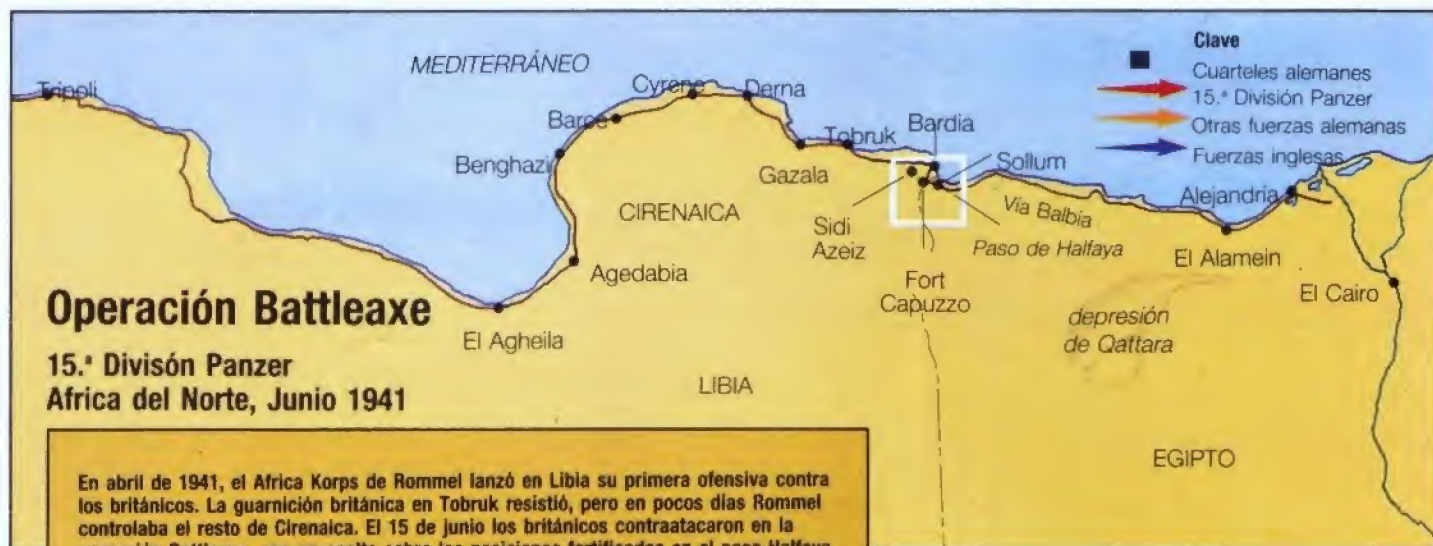 Clave
Cuarteles alemanes
15.ª División Panzer
Otras fuerzas alemanas
Fuerzas inglesas
MEDITERRÁNEO
Tripoli
Cyrene
Derna
Barce
Benghazi
Gazala
Tobruk
Bardia
Sollum
Alejandría
CIRENAICA
Sidi
Azeiz
Vía Balbia
Paso de Halfaya
El Alamein
Agedabia
Fort
Capuzzo
El Cairo
depresión
de Qattara
El Agheila
LIBIA
EGIPTO
Operación Battleaxe
15.ª Divisón Panzer
Africa del Norte, Junio 1941
En abril de 1941, el Africa Korps de Rommel lanzó en Libia su primera ofensiva contra
los británicos. La guarnición británica en Tobruk resistió, pero en pocos días Rommel
controlaba el resto de Cirenaica. El 15 de junio los británicos contraatacaron en la